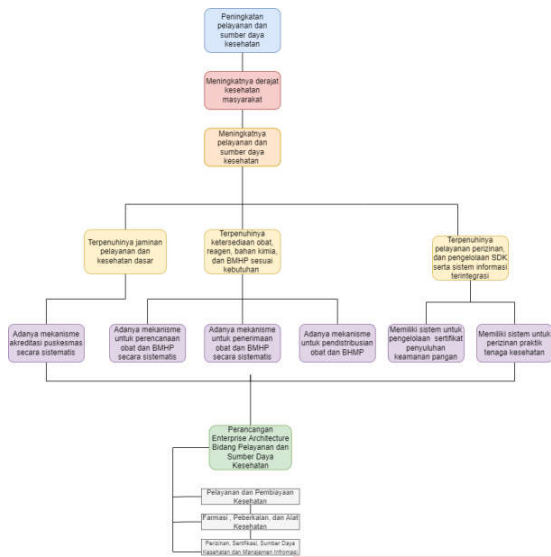 Peningkatan
pelayanan dan
sumber daya
kesehatan
Meningkatnya derajat
kesehatan
masyarakat
Meningkatnya
pelayanan dan
sumber daya
kesehatan
Terpenuhinya jaminan
pelayanan dan
kesehatan dasar
Terpenuhinya
ketersediaan obat,
reagen, bahan kimia,
dan BMHP sesuai
kebutuhan
Terpenuhinya
pelayanan perizinan,
dan pengelolaan SDK
serta sistem informasi
terintegrasi
Adanya mekanisme
akreditasi puskesmas
secara sistematis
Adanya mekanisme
untuk perencanaan
obat dan BMHP
secara sistematis
Adanya mekanisme
untuk penerimaan
obat dan BMHP
secara sistematis
Adanya mekanisme
untuk pendistribusian
obat dan BHMP
Memiliki sistem untuk
pengelolaan sertifikat
penyuluhan
keamanan pangan
Memiliki sistem untuk
perizinan praktik
tenaga kesehatan
Perancangan
Enterprise Architecture
Bidang Pelayanan dan
Sumber Daya
Kesehatan
Pelayanan dan Pembiayaan
Kesehatan
Farmasi , Peberkalan, dan Alat
Kesehatan
Perizinan, Sertifikasi, Sumber Daya
Kesehatan dan Manajemen Infromasi